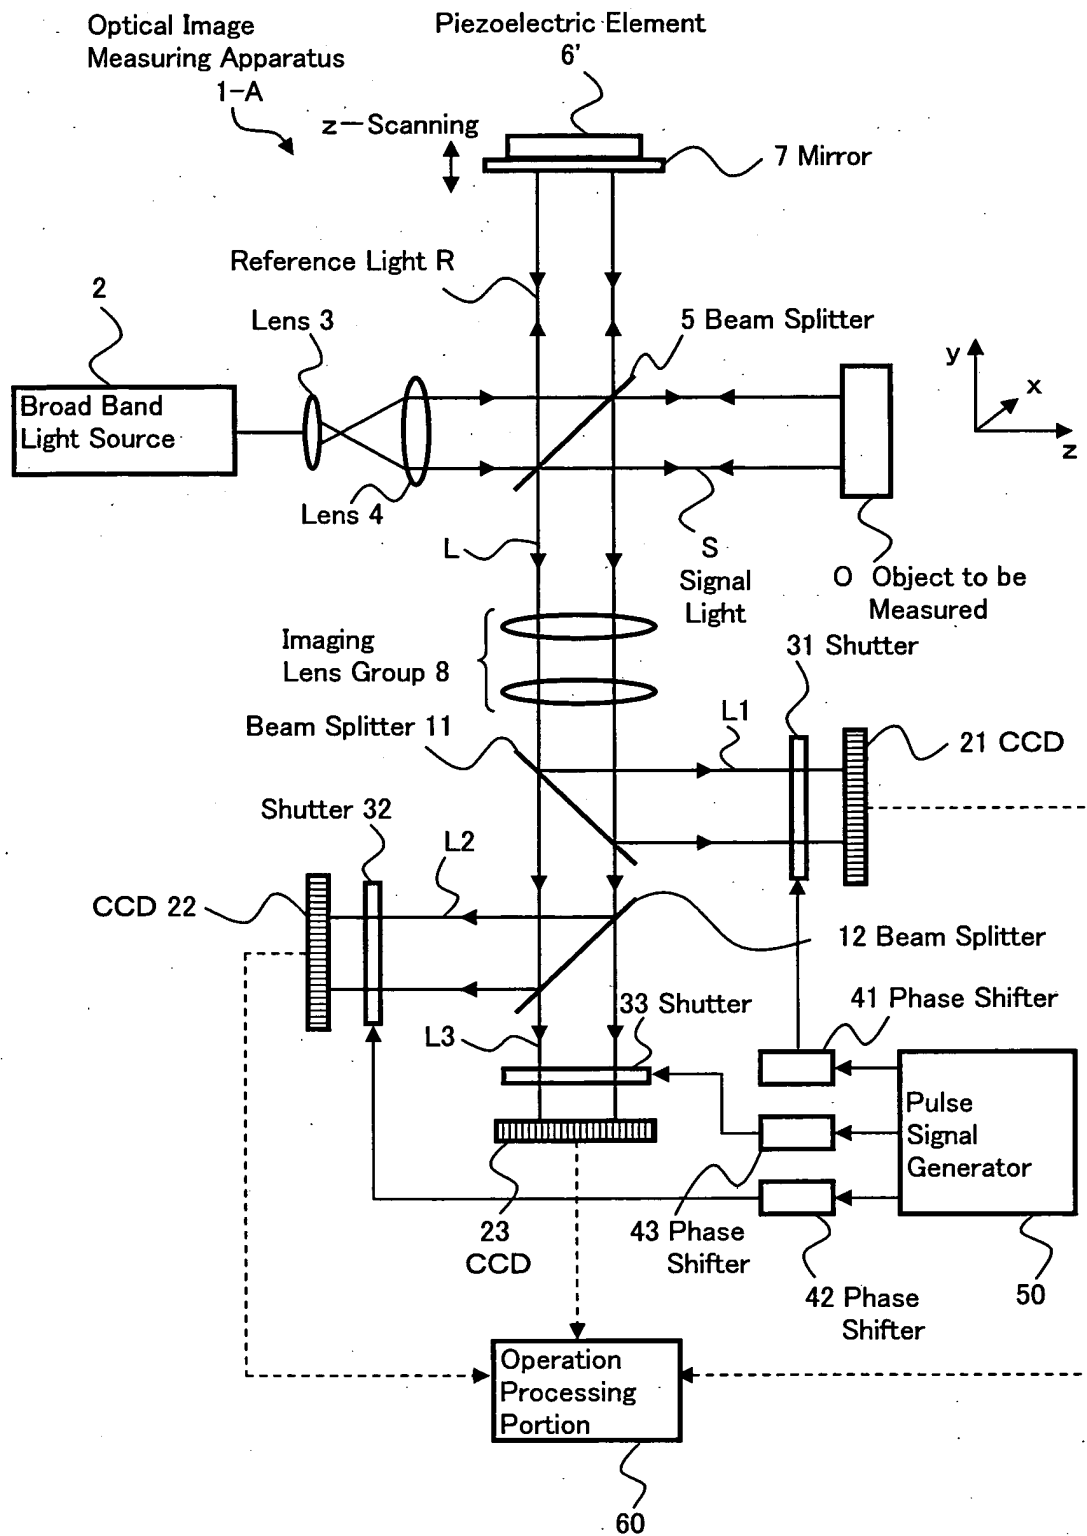 Optical Image
Measuring Apparatus
1-A
Piezoelectric Element
6'
z-Scanning
7 Mirror
Reference Light R
2
Lens 3
5 Beam Splitter
y
x
z
Broad Band
Light Source
Lens 4
L
S
Signal
Light
O Object to be
Measured
Imaging
Lens Group 8
31 Shutter
Beam Splitter 11
L1
21 CCD
Shutter 32
L2
CCD 22
12 Beam Splitter
33 Shutter
41 Phase Shifter
L3
Pulse
Signal
Generator
23
CCD
43 Phase
Shifter
42 Phase
Shifter
50
Operation
Processing
Portion
60